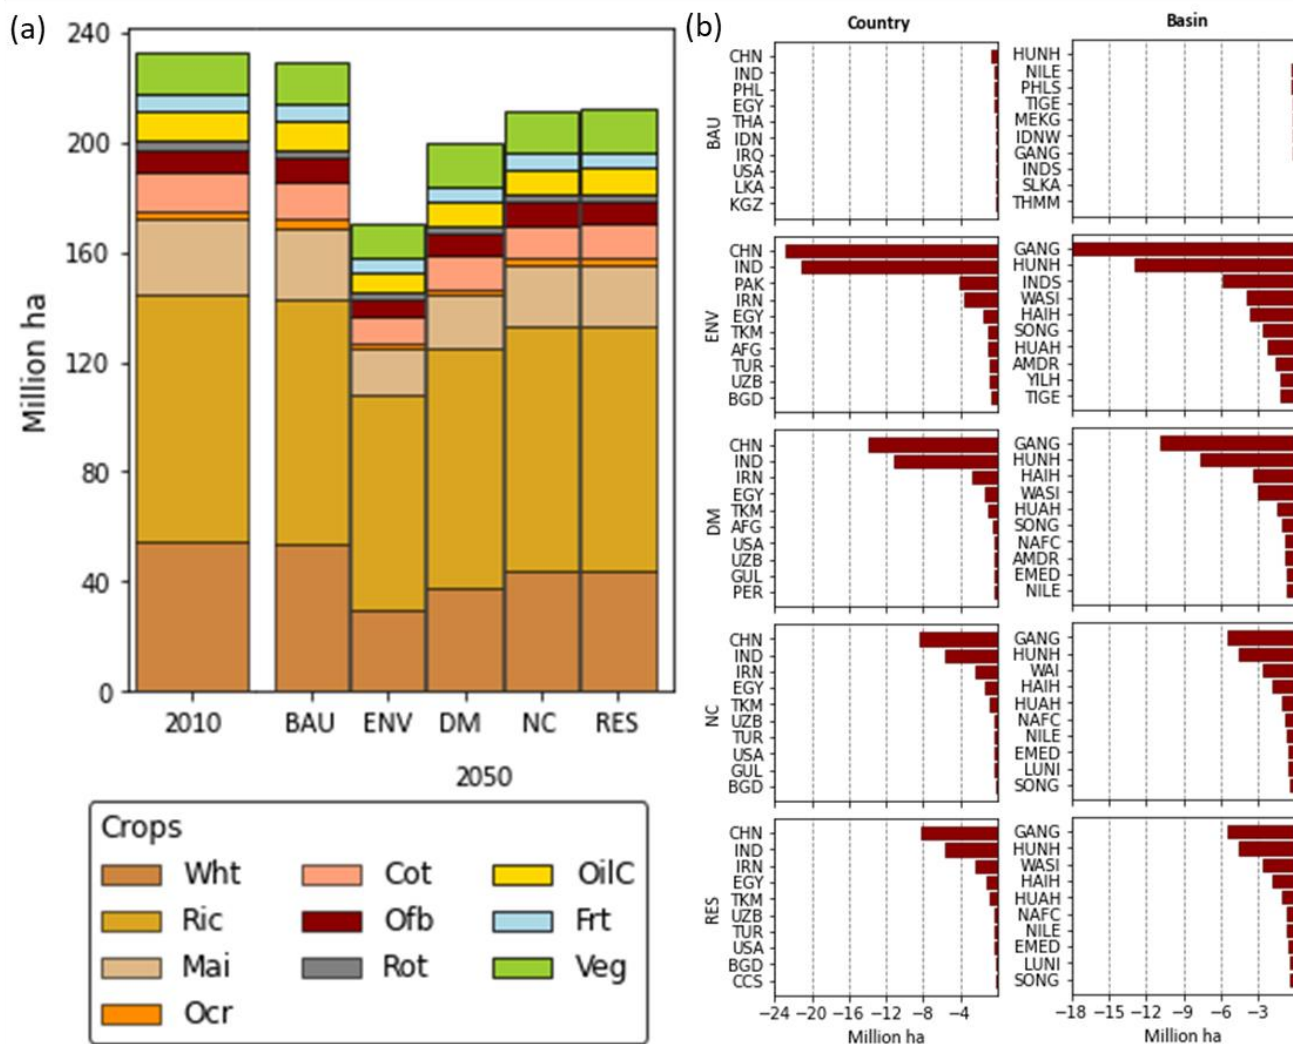 (a)
240
200
160
120
80
40
0
Million ha
2010
BAU
ENV
DM
NC
RES
2050
Crops
Wht
Cot
OilC
Ric
Ofb
Frt
Mai
Rot
Veg
Ocr
(b)
Country
Basin
BAU
CHN
IND
PHL
EGY
THA
IDN
IRQ
USA
LKA
KGZ
HUNH
NILE
PHLS
TIGE
MEKG
IDNW
GANG
INDS
SLKA
THMM
ENV
CHN
IND
PAK
IRN
EGY
TKM
AFG
TUR
UZB
BGD
GANG
HUNH
INDS
WASI
HAIH
SONG
HUAH
AMDR
YILH
TIGE
DM
CHN
IND
IRN
EGY
TKM
AFG
USA
UZB
GUL
PER
GANG
HUNH
HAIH
WASI
HUAH
SONG
NAFC
AMDR
EMED
NILE
NC
CHN
IND
IRN
EGY
TKM
UZB
TUR
USA
GUL
BGD
GANG
HUNH
WAI
HAIH
HUAH
NAFC
NILE
EMED
LUNI
SONG
RES
CHN
IND
IRN
EGY
TKM
UZB
TUR
USA
BGD
CCS
GANG
HUNH
WASI
HAIH
HUAH
NAFC
NILE
EMED
LUNI
SONG
−24 −20 −16 −12 −8 −4
Million ha
−18 −15 −12 −9 −6 −3
Million ha